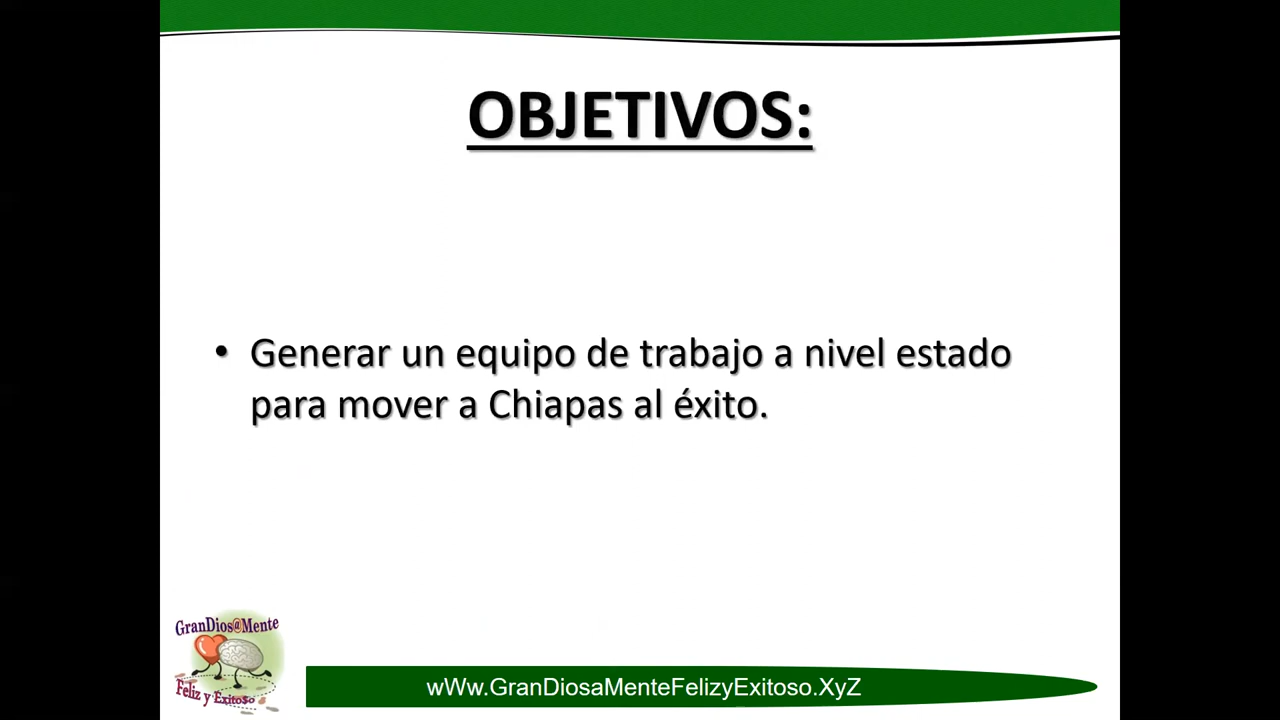 OBJETIVOS:
• Generar un equipo de trabajo a nivel estado
para mover a Chiapas al éxito.
GranDios@Mente
Feliz y Exitoso
wWw.GranDiosaMenteFelizyExitoso.XyZ